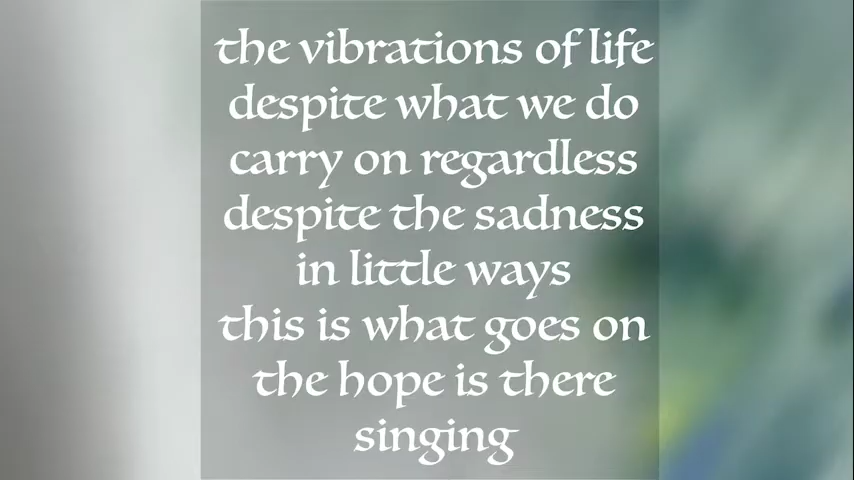 the vibrations of life
despite what we do
carry on regardless
despite the sadness
in little ways
this is what goes on
the hope is there
singing